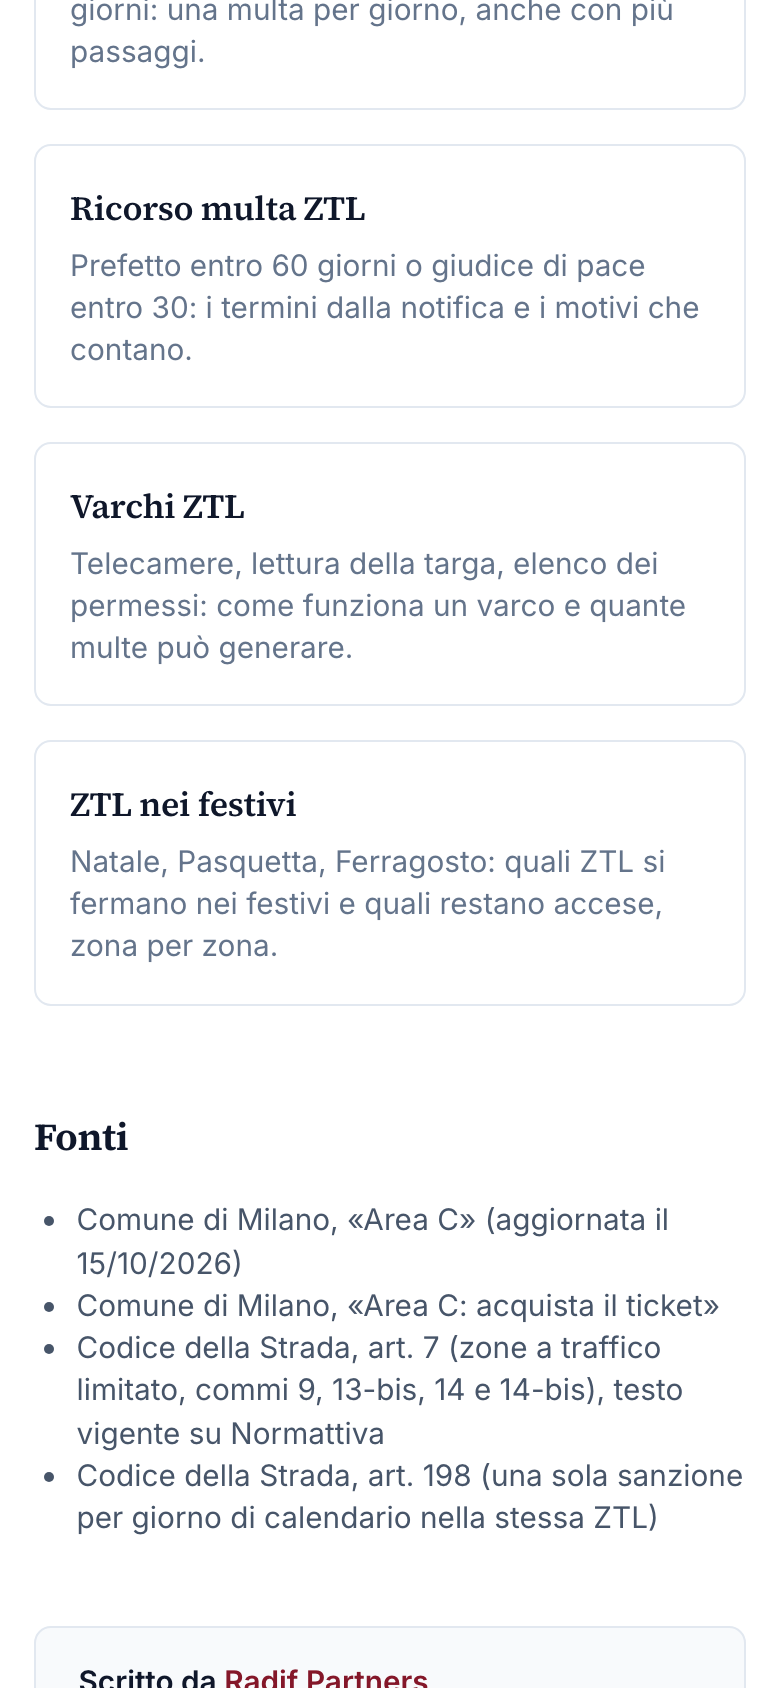 giorni: una multa per giorno, anche con più
passaggi.
Ricorso multa ZTL
Prefetto entro 60 giorni o giudice di pace
entro 30: i termini dalla notifica e i motivi che
contano.
Varchi ZTL
Telecamere, lettura della targa, elenco dei
permessi: come funziona un varco e quante
multe può generare.
ZTL nei festivi
Natale, Pasquetta, Ferragosto: quali ZTL si
fermano nei festivi e quali restano accese,
zona per zona.
Fonti
• Comune di Milano, «Area C» (aggiornata il
15/10/2026)
• Comune di Milano, «Area C: acquista il ticket»
• Codice della Strada, art. 7 (zone a traffico
limitato, commi 9, 13-bis, 14 e 14-bis), testo
vigente su Normattiva
• Codice della Strada, art. 198 (una sola sanzione
per giorno di calendario nella stessa ZTL)
Scritto da Radif Partners